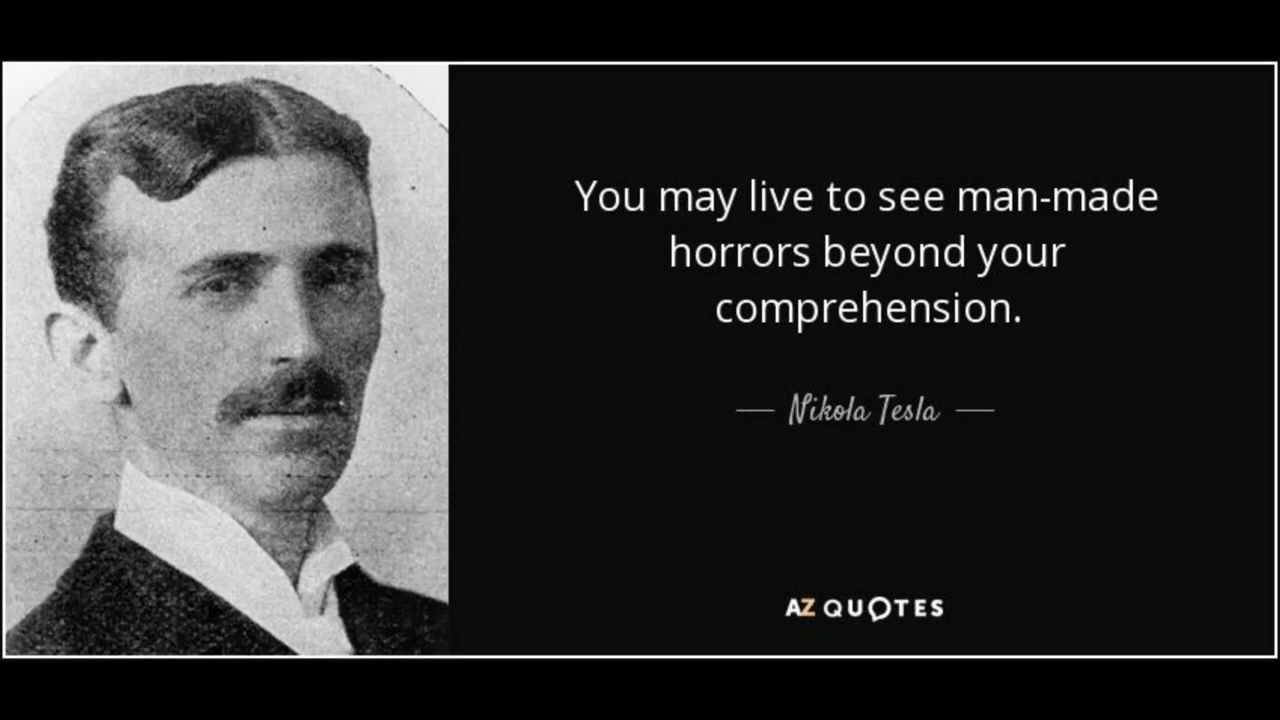 You may live to see man-made
horrors beyond your
comprehension.
Nikola Tesla
AZ QUOTES